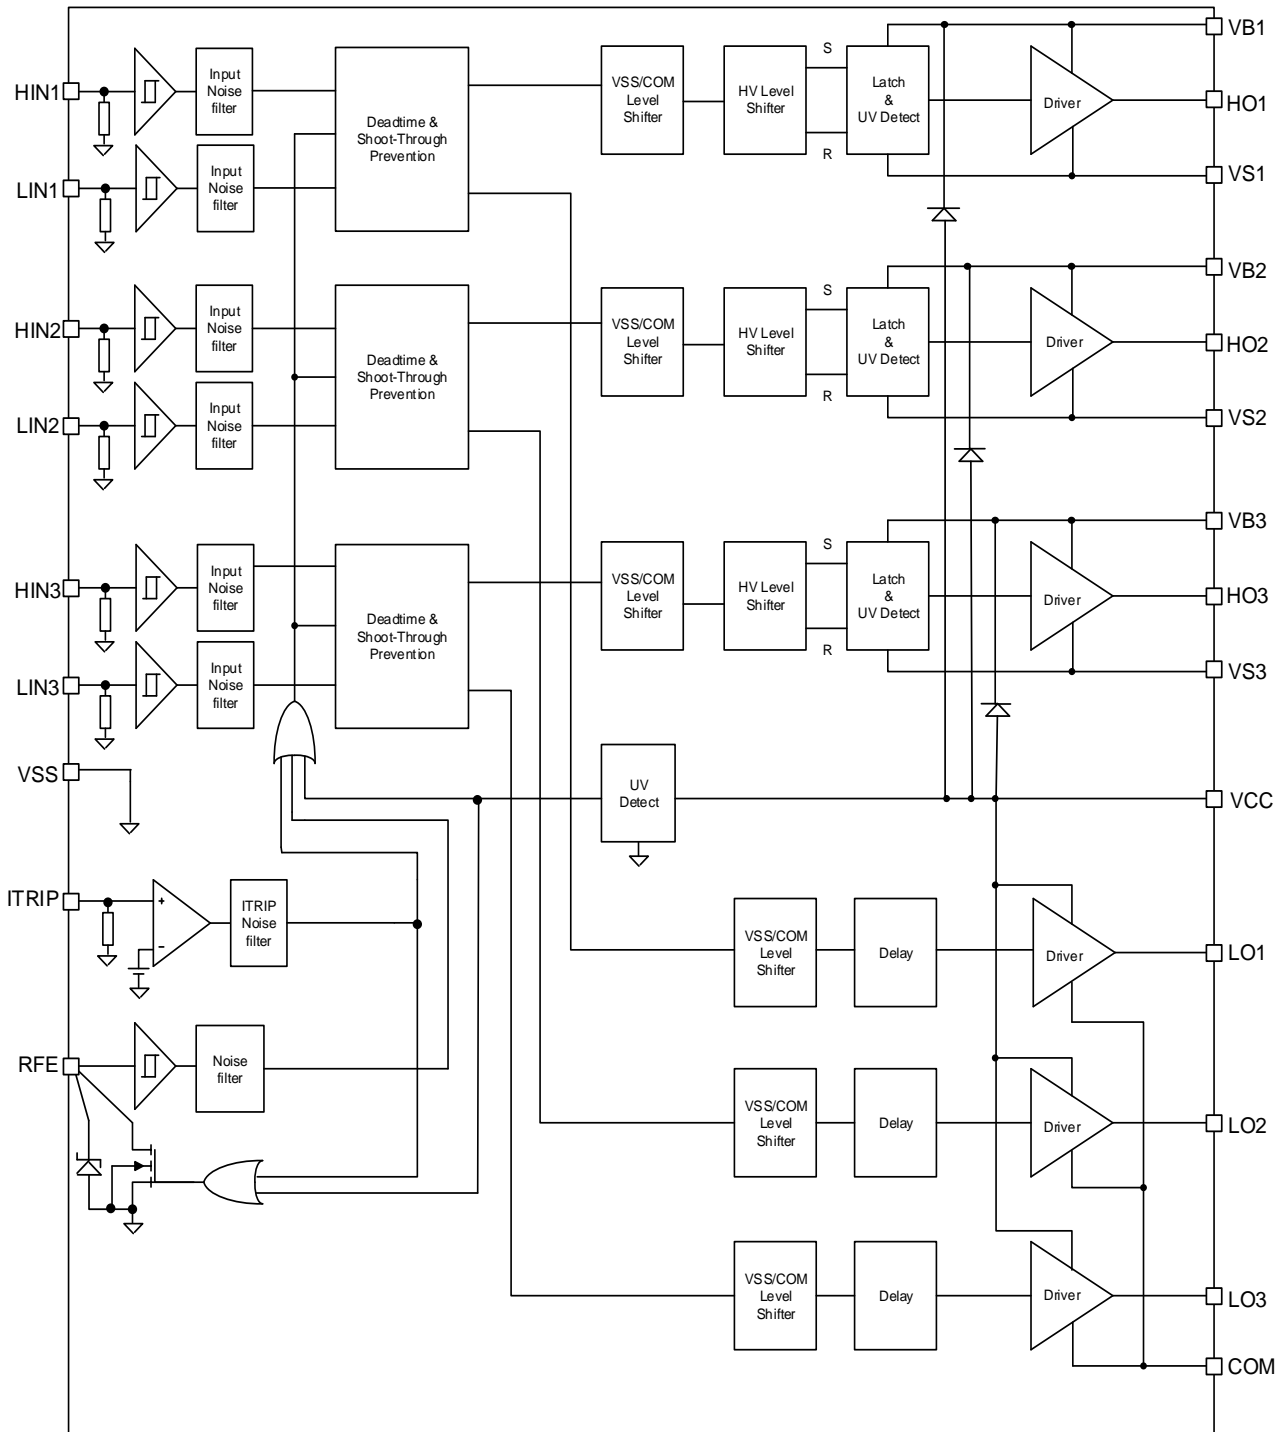 VB1
S
HIN1
Input
Noise
filter
Deadtime &
Shoot-Through
Prevention
VSS/COM
Level
Shifter
HV Level
Shifter
Latch
&
UV Detect
Driver
HO1
R
LIN1
Input
Noise
filter
VS1
VB2
S
HIN2
Input
Noise
filter
Deadtime &
Shoot-Through
Prevention
VSS/COM
Level
Shifter
HV Level
Shifter
Latch
&
UV Detect
Driver
HO2
R
LIN2
Input
Noise
filter
VS2
VB3
S
HIN3
Input
Noise
filter
Deadtime &
Shoot-Through
Prevention
VSS/COM
Level
Shifter
HV Level
Shifter
Latch
&
UV Detect
Driver
HO3
R
LIN3
Input
Noise
filter
VS3
VSS
UV
Detect
VCC
ITRIP
+
−
ITRIP
Noise
filter
VSS/COM
Level
Shifter
Delay
Driver
LO1
RFE
Noise
filter
VSS/COM
Level
Shifter
Delay
Driver
LO2
VSS/COM
Level
Shifter
Delay
Driver
LO3
COM